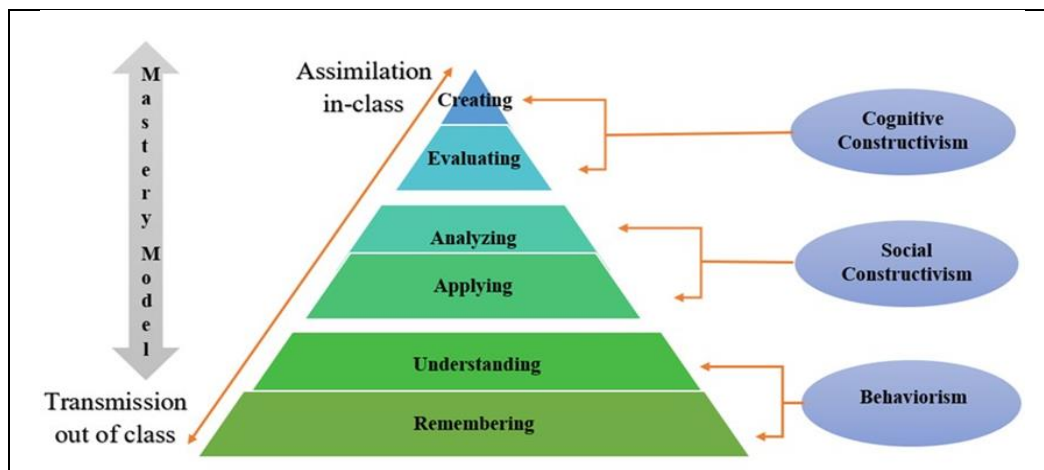 Mastery Model
Assimilation
in-class
Transmission
out of class
Creating
Evaluating
Analyzing
Applying
Understanding
Remembering
Cognitive
Constructivism
Social
Constructivism
Behaviorism